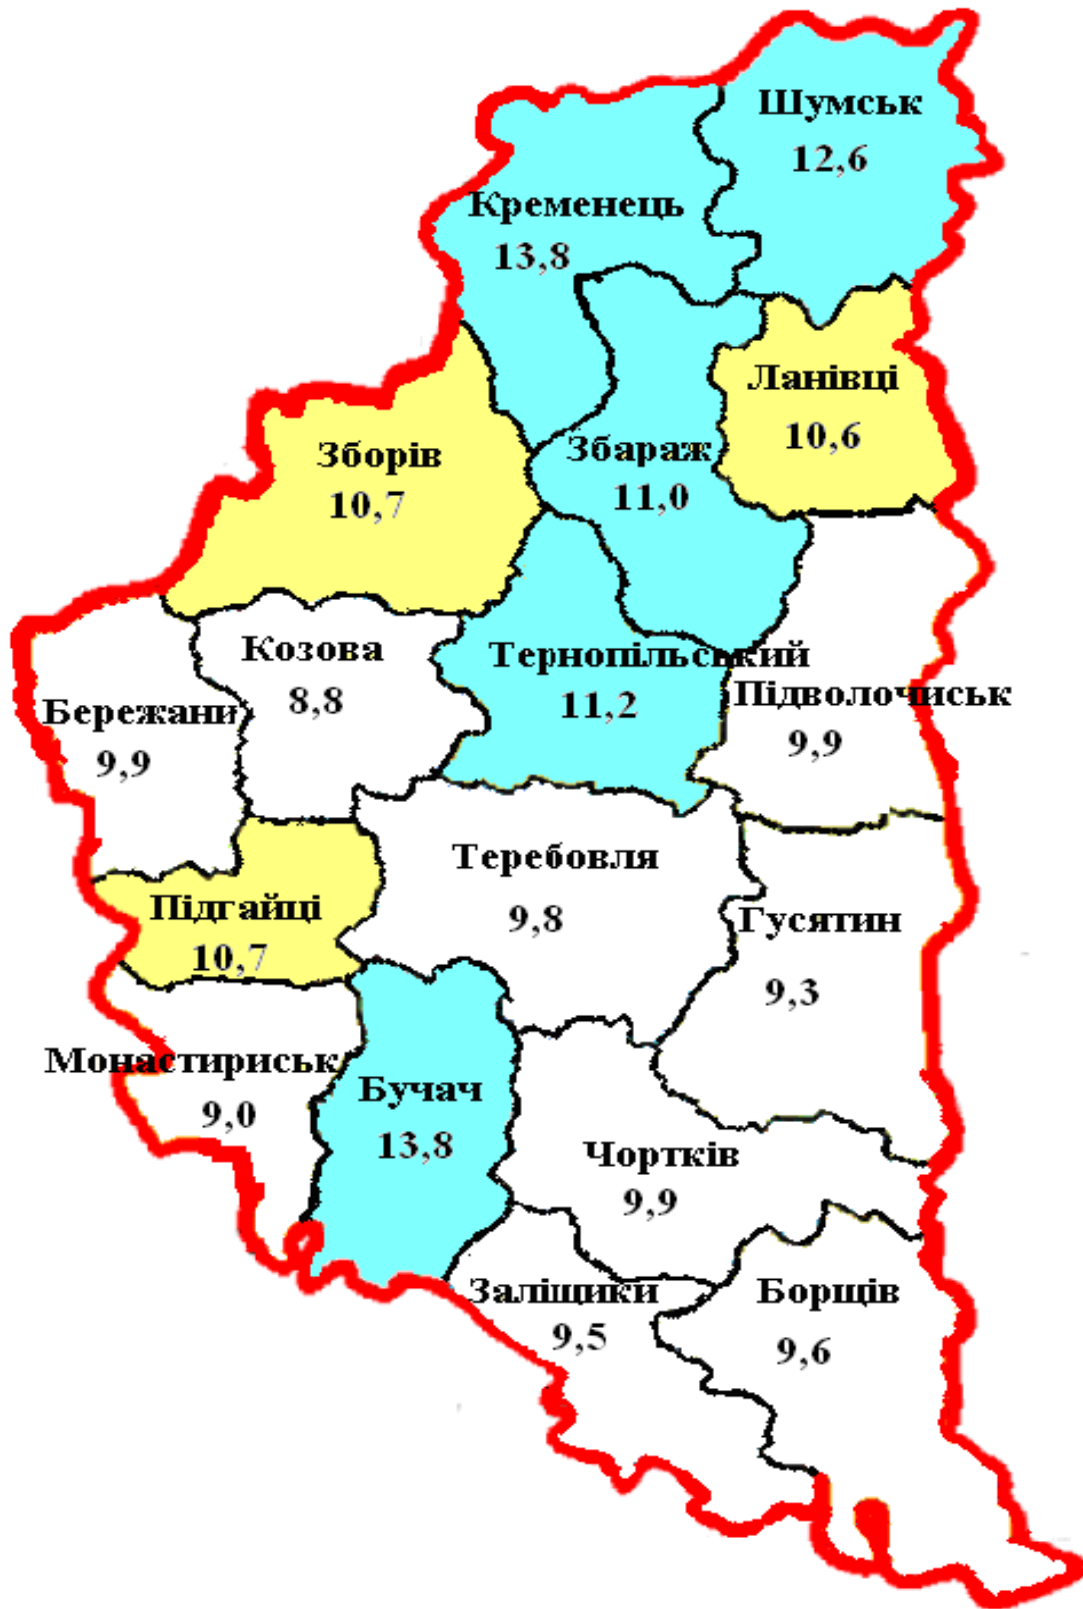 Шумськ
12,6
Кременець
13,8
Ланівці
10,6
Зборів
10,7
Збараж
11,0
Козова
8,8
Тернопільський
11,2
Підволочиськ
9,9
Бережани
9,9
Теребовля
9,8
Підгайці
10,7
Гусятин
9,3
Монастириськ
9,0
Бучач
13,8
Чортків
9,9
Заліщики
9,5
Борщів
9,6